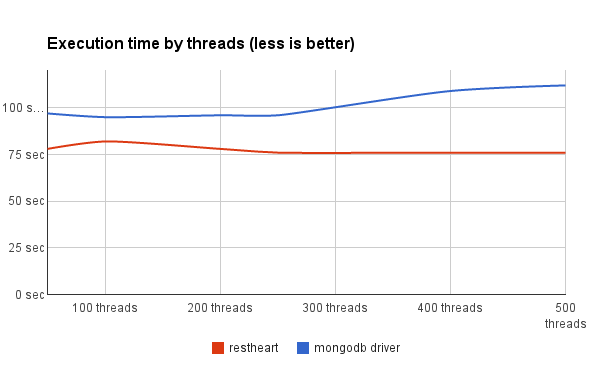 Execution time by threads (less is better)
100 s...
75 sec
50 sec
25 sec
0 sec
100 threads 200 threads 300 threads 400 threads 500
threads
restheart mongodb driver